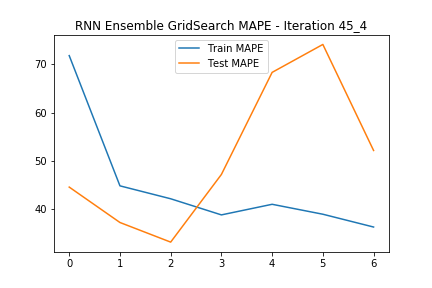 RNN Ensemble GridSearch MAPE - Iteration 45_4
Train MAPE
Test MAPE
70
60
50
40
0 1 2 3 4 5 6